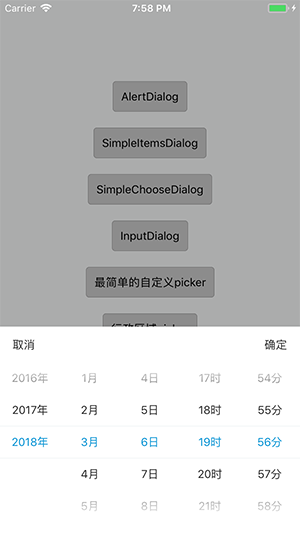 Carrier 7:58 PM
AlertDialog
SimpleItemsDialog
SimpleChooseDialog
InputDialog
最简单的自定义picker
取消 确定
2016年 1月 4日 17时 54分
2017年 2月 5日 18时 55分
2018年 3月 6日 19时 56分
4月 7日 20时 57分
5月 8日 21时 58分